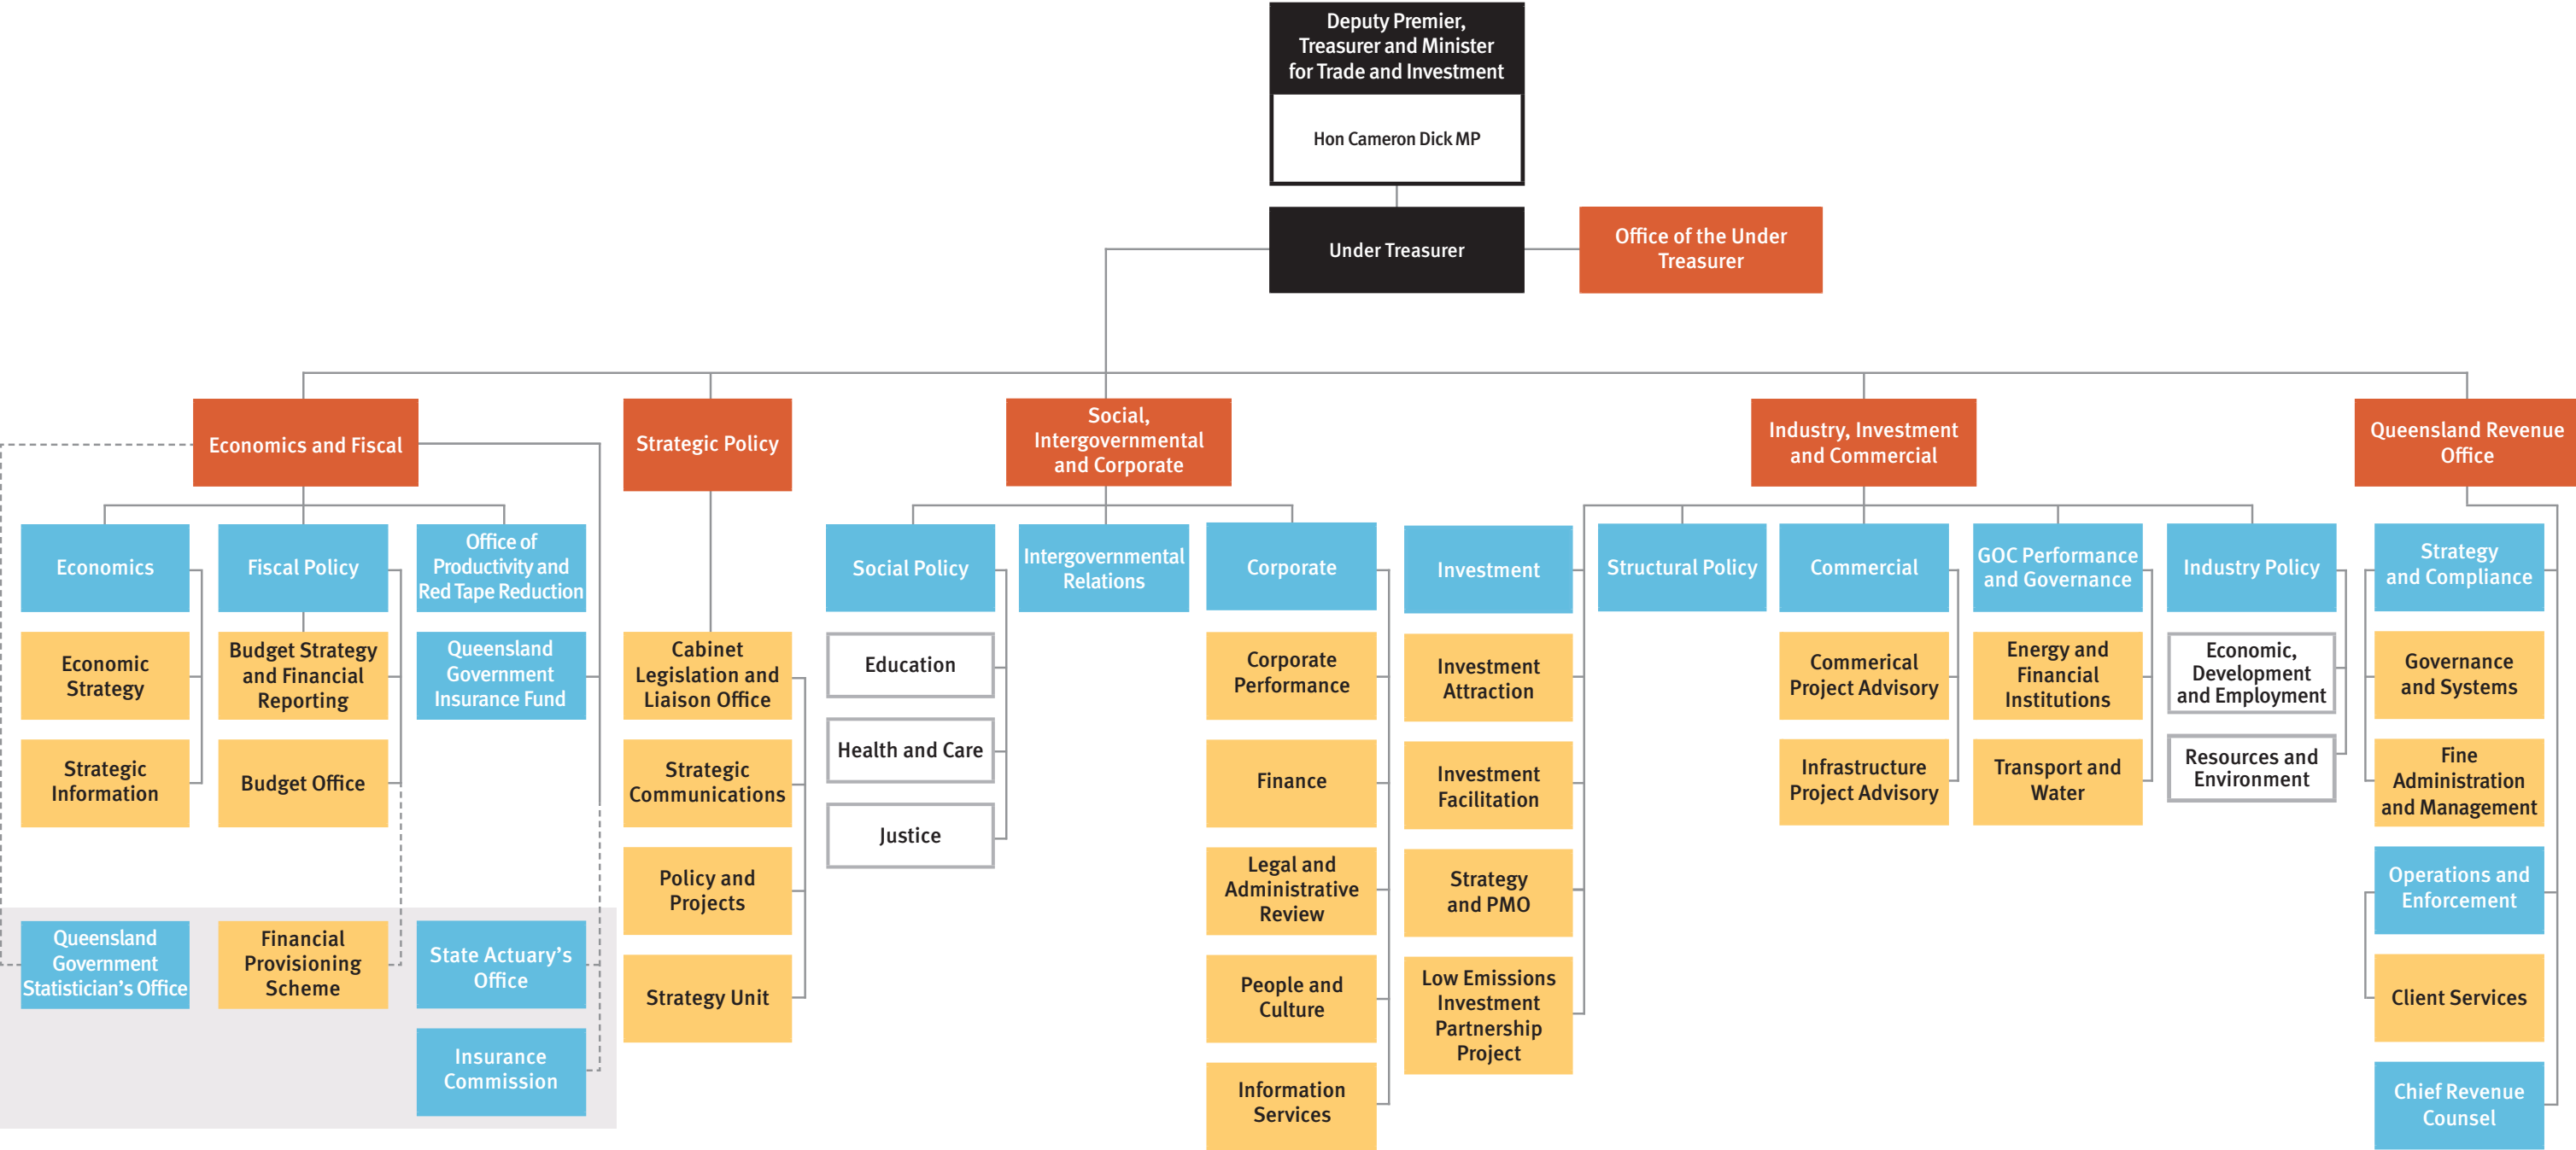 Deputy Premier,
Treasurer and Minister
for Trade and Investment
Hon Cameron Dick MP
Under Treasurer
Office of the Under
Treasurer
Economics and Fiscal
Strategic Policy
Social,
Intergovernmental
and Corporate
Industry, Investment
and Commercial
Queensland Revenue
Office
Economics
Economic
Strategy
Strategic
Information
Queensland
Government
Statistician's Office
Fiscal Policy
Budget Strategy
and Financial
Reporting
Budget Office
Financial
Provisioning
Scheme
Office of
Productivity and
Red Tape Reduction
Queensland
Government
Insurance Fund
State Actuary's
Office
Insurance
Commission
Cabinet
Legislation and
Liaison Office
Strategic
Communications
Policy and
Projects
Strategy Unit
Social Policy
Education
Health and Care
Justice
Intergovernmental
Relations
Corporate
Corporate
Performance
Finance
Legal and
Administrative
Review
People and
Culture
Information
Services
Investment
Investment
Attraction
Investment
Facilitation
Strategy
and PMO
Low Emissions
Investment
Partnership
Project
Structural Policy
Commercial
Commerical
Project Advisory
Infrastructure
Project Advisory
GOC Performance
and Governance
Energy and
Financial
Institutions
Transport and
Water
Industry Policy
Economic,
Development
and Employment
Resources and
Environment
Strategy
and Compliance
Governance
and Systems
Fine
Administration
and Management
Operations and
Enforcement
Client Services
Chief Revenue
Counsel